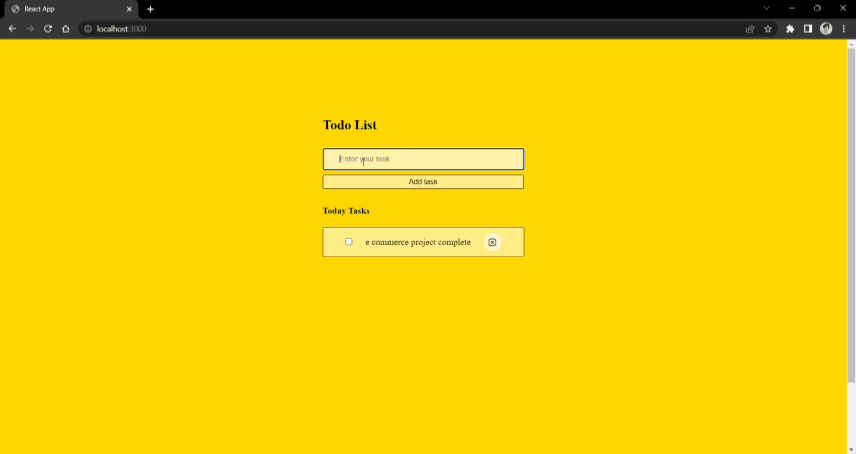 React App
localhost:3000
Todo List
Enter your task
Add task
Today Tasks
e commerce project complete